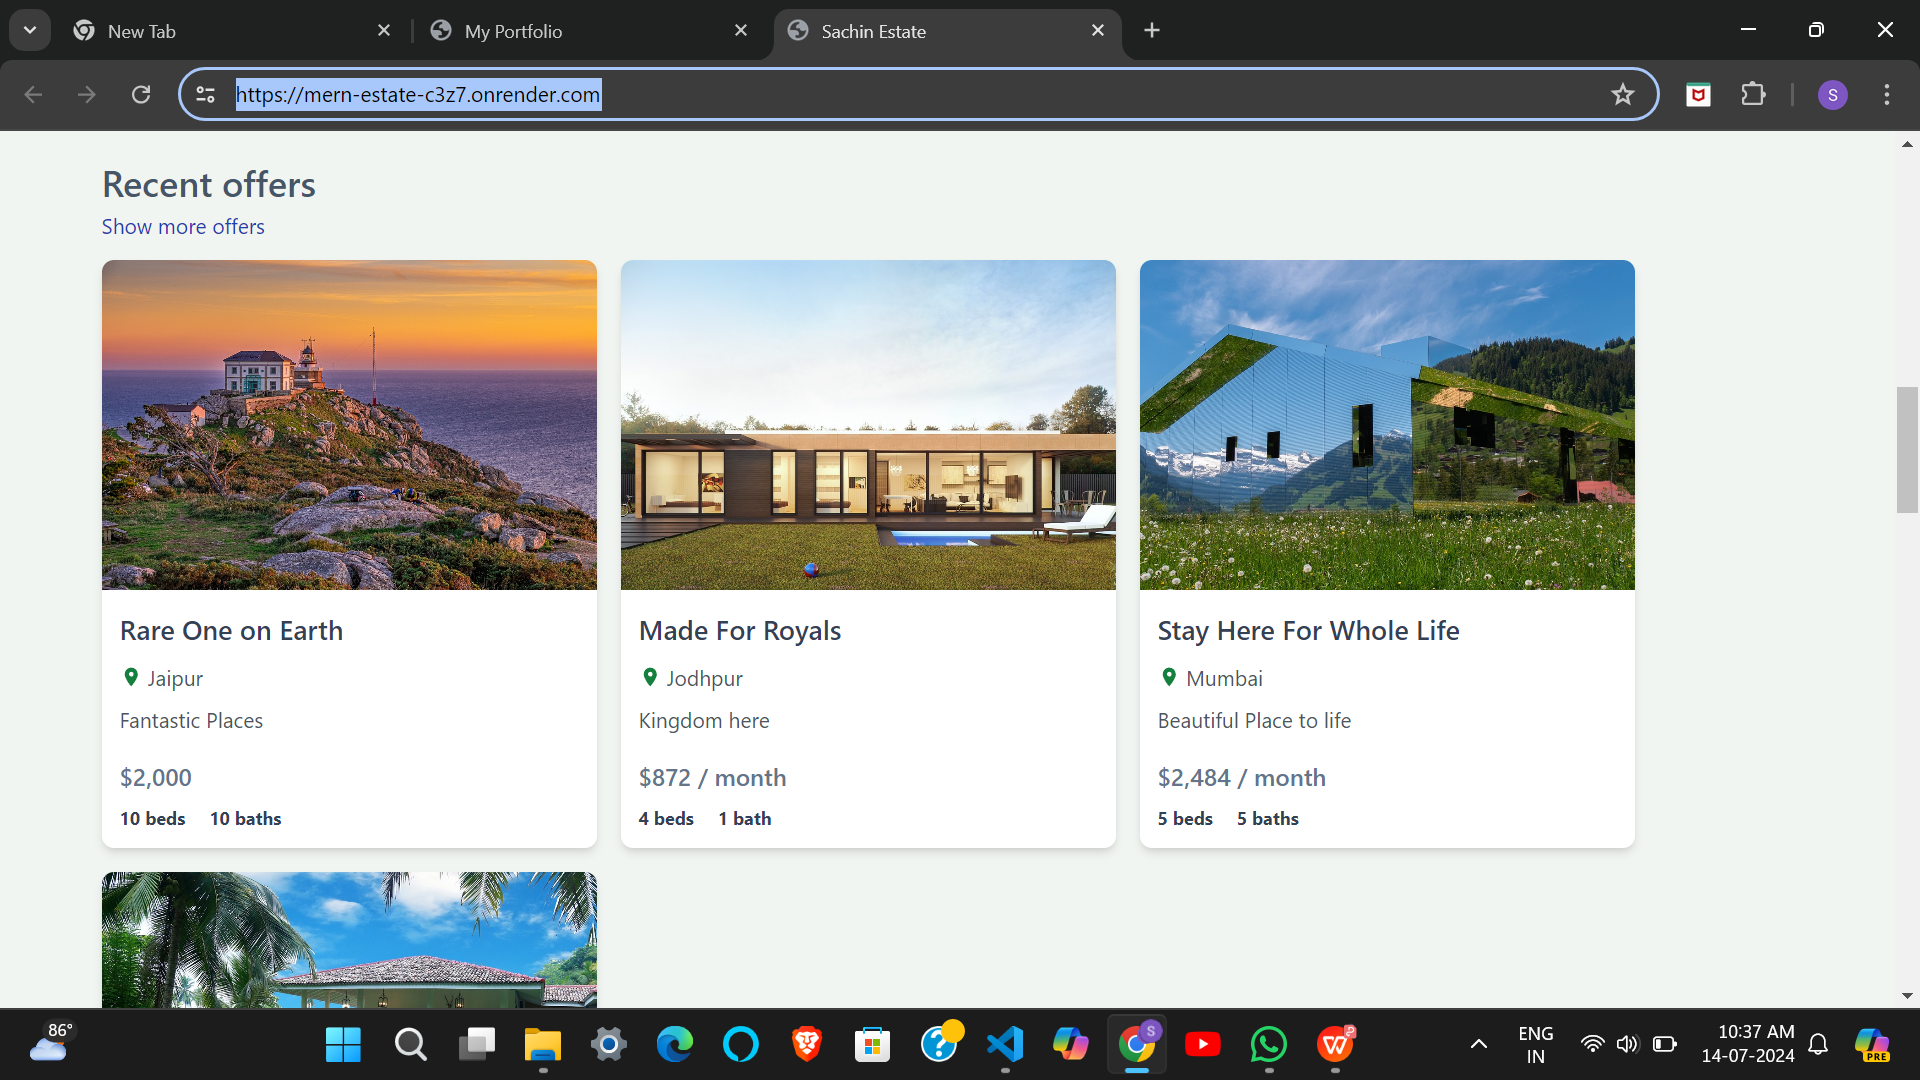 New Tab
My Portfolio
Sachin Estate
https://mern-estate-c3z7.onrender.com
S
Recent offers
Show more offers
Rare One on Earth
Jaipur
Fantastic Places
$2,000
10 beds 10 baths
Made For Royals
Jodhpur
Kingdom here
$872 / month
4 beds 1 bath
Stay Here For Whole Life
Mumbai
Beautiful Place to life
$2,484 / month
5 beds 5 baths
86°
S
ENG
IN
10:37 AM
14-07-2024
PRE